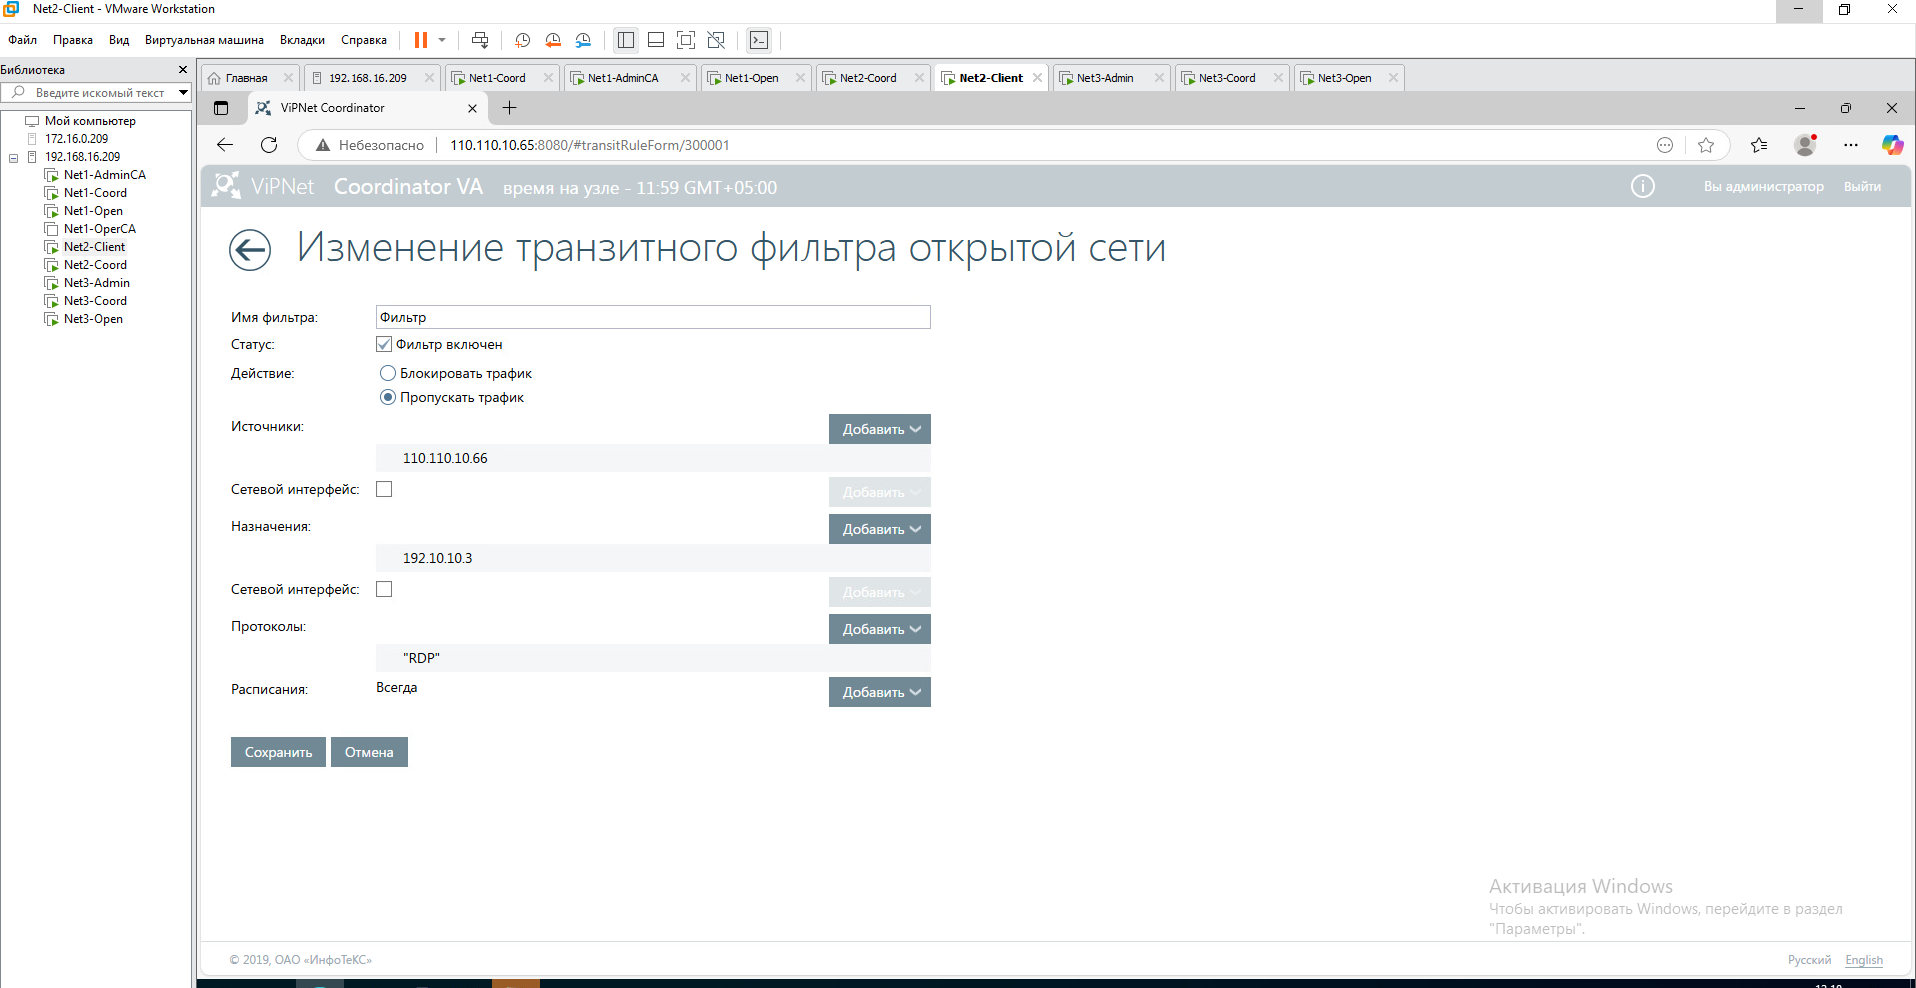 Net2-Client - VMware Workstation
Файл Правка Вид Виртуальная машина Вкладки Справка
Библиотека
Введите искомый текст
Мой компьютер
172.16.0.209
192.168.16.209
Net1-AdminCA
Net1-Coord
Net1-Open
Net1-OperCA
Net2-Client
Net2-Coord
Net3-Admin
Net3-Coord
Net3-Open
Главная 192.168.16.209 Net1-Coord Net1-AdminCA Net1-Open Net2-Coord Net2-Client Net3-Admin Net3-Coord Net3-Open
ViPNet Coordinator
Небезопасно 110.110.10.65:8080/#transitRuleForm/300001
ViPNet Coordinator VA время на узле - 11:59 GMT+05:00 Вы администратор Выйти
Изменение транзитного фильтра открытой сети
Имя фильтра: Фильтр
Статус: Фильтр включен
Действие: Блокировать трафик
Пропускать трафик
Источники: Добавить
110.110.10.66
Сетевой интерфейс: Добавить
Назначения: Добавить
192.10.10.3
Сетевой интерфейс: Добавить
Протоколы: Добавить
"RDP"
Расписания: Всегда Добавить
Сохранить Отмена
Активация Windows
Чтобы активировать Windows, перейдите в раздел
"Параметры".
© 2019, ОАО «ИнфоТеКС» Русский English